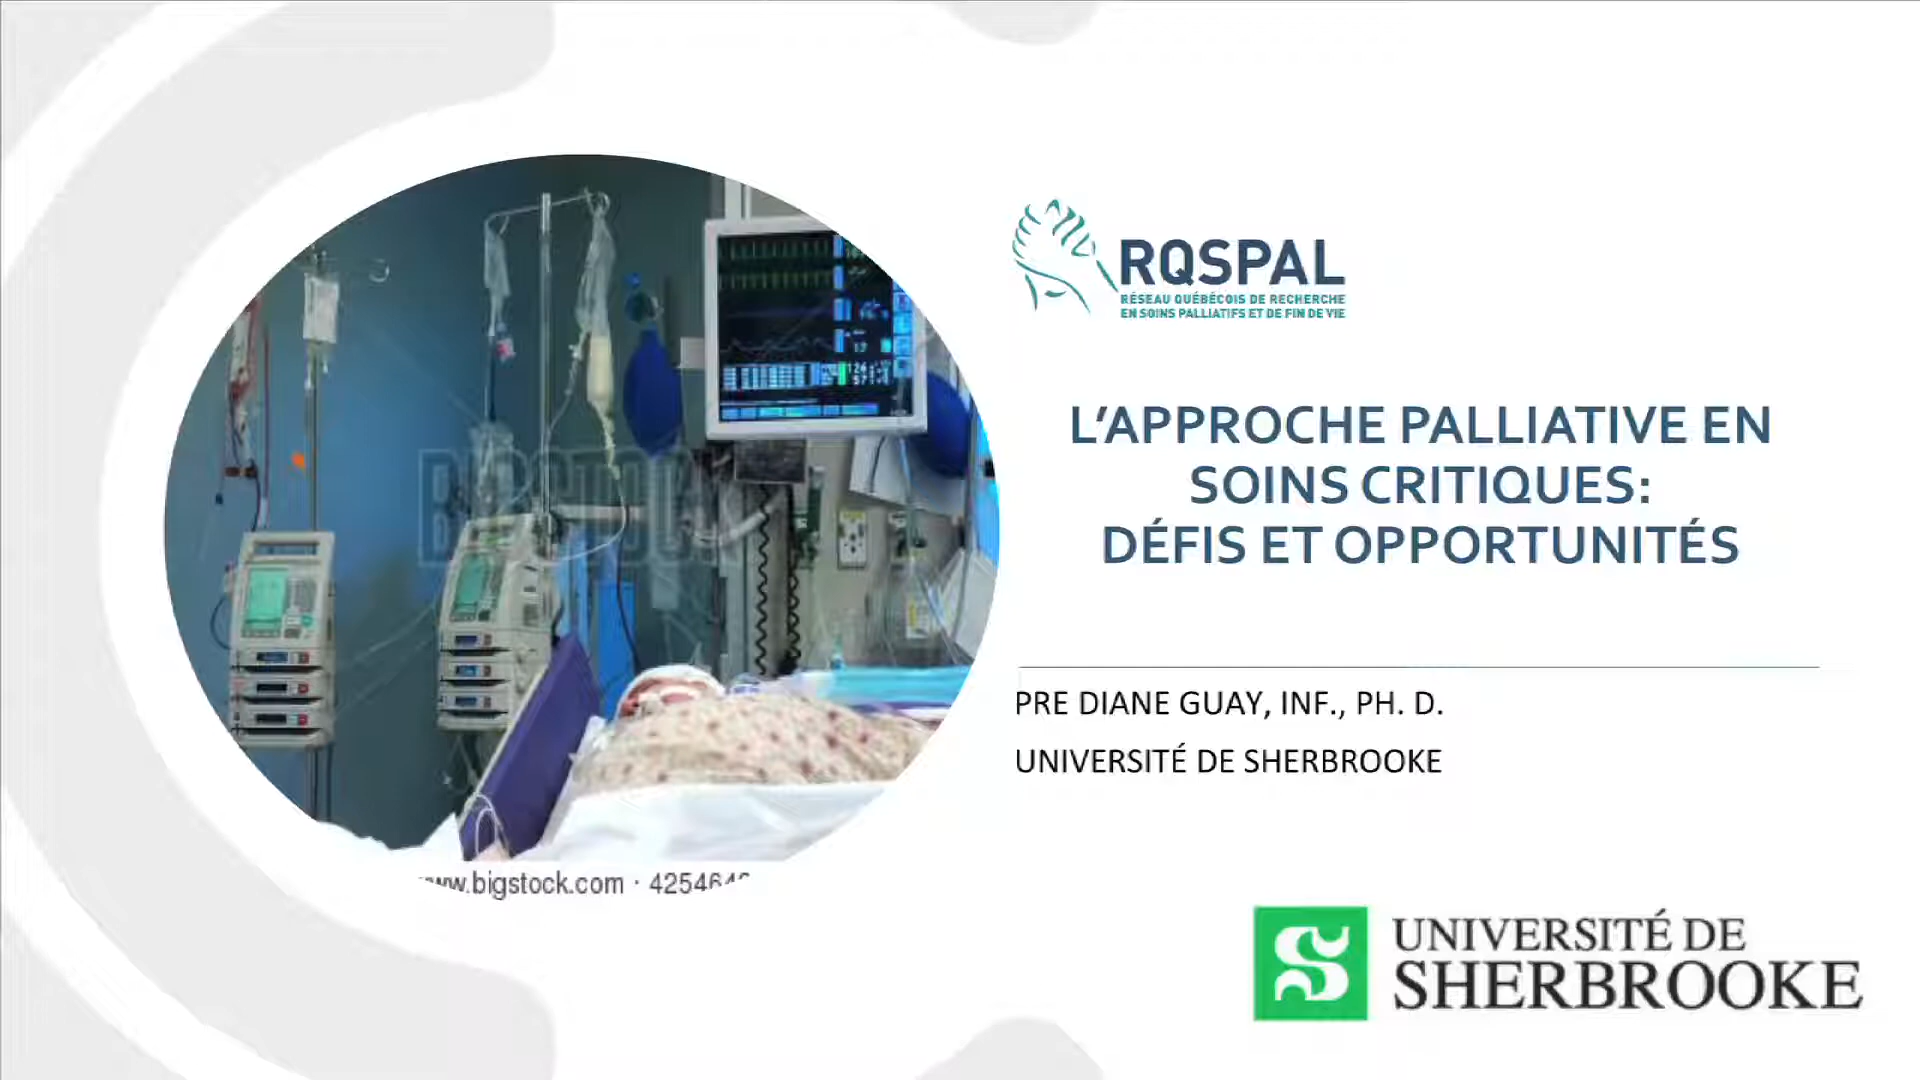 RQSPAL
RÉSEAU QUÉBÉCOIS DE RECHERCHE
EN SOINS PALLIATIFS ET DE FIN DE VIE
L'APPROCHE PALLIATIVE EN
SOINS CRITIQUES:
DÉFIS ET OPPORTUNITÉS
PRE DIANE GUAY, INF., PH. D.
UNIVERSITÉ DE SHERBROOKE
BIGSTOCK
www.bigstock.com ·
UNIVERSITÉ DE
SHERBROOKE